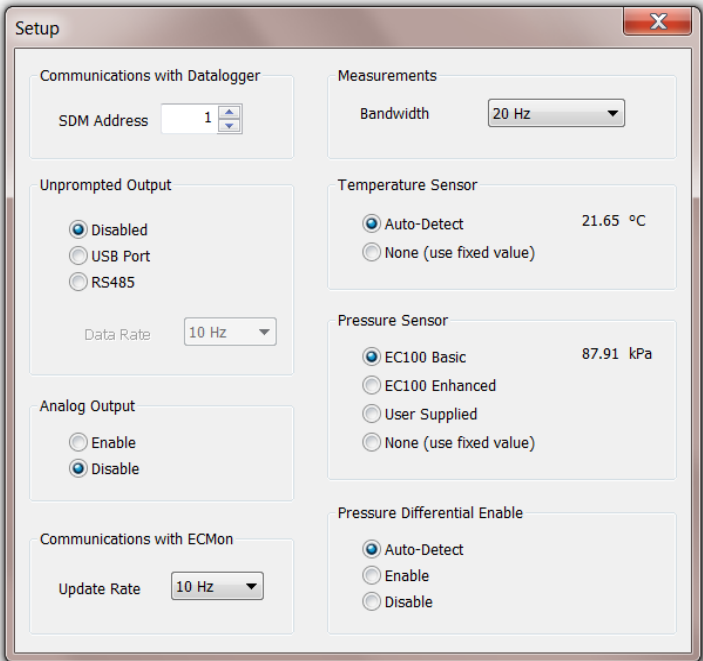 Setup
Communications with Datalogger
SDM Address 1
Unprompted Output
Disabled
USB Port
RS485
Data Rate 10 Hz
Analog Output
Enable
Disable
Communications with ECMon
Update Rate 10 Hz
Measurements
Bandwidth 20 Hz
Temperature Sensor
Auto-Detect 21.65 ºC
None (use fixed value)
Pressure Sensor
EC100 Basic 87.91 kPa
EC100 Enhanced
User Supplied
None (use fixed value)
Pressure Differential Enable
Auto-Detect
Enable
Disable